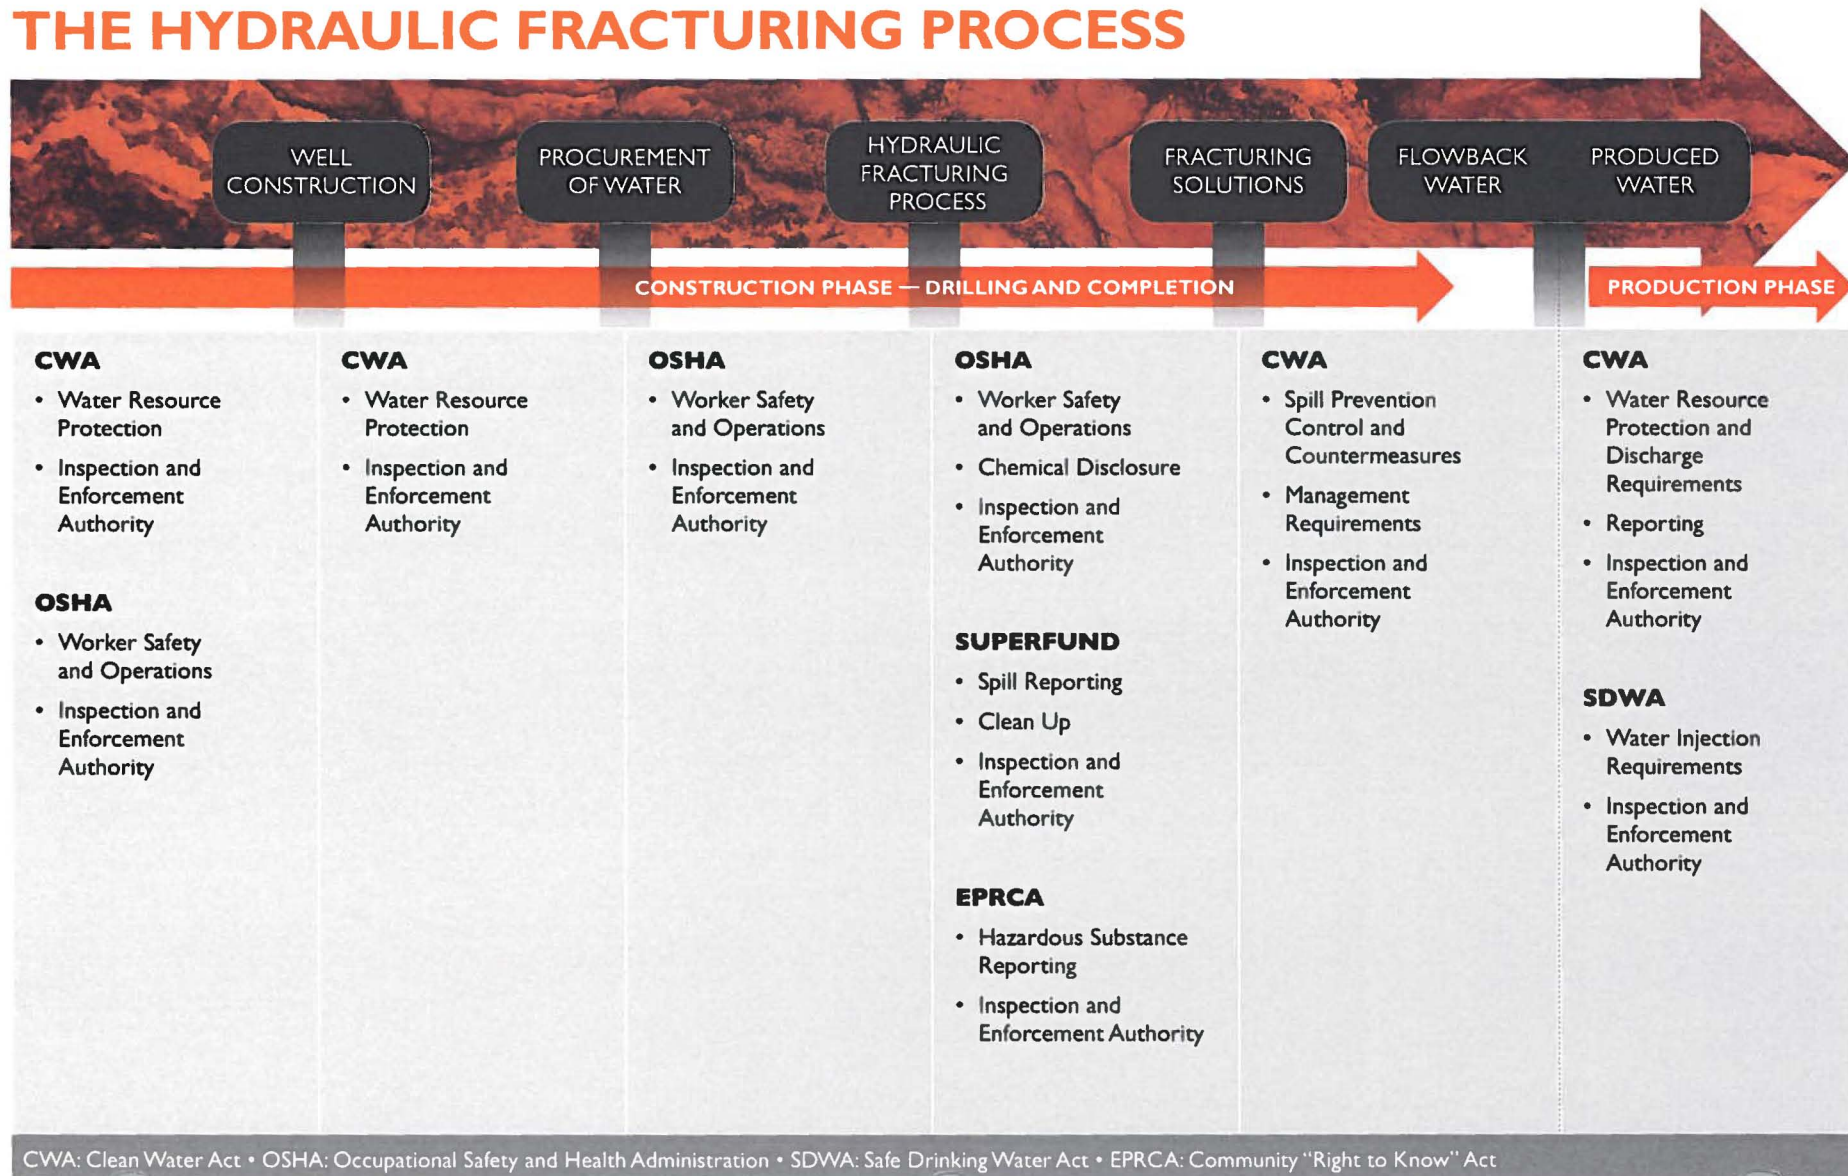 THE HYDRAULIC FRACTURING PROCESS
WELL
CONSTRUCTION
PROCUREMENT
OF WATER
HYDRAULIC
FRACTURING
PROCESS
FRACTURING
SOLUTIONS
FLOWBACK
WATER
PRODUCED
WATER
CONSTRUCTION PHASE — DRILLING AND COMPLETION
PRODUCTION PHASE
CWA
• Water Resource
Protection
• Inspection and
Enforcement
Authority
OSHA
• Worker Safety
and Operations
• Inspection and
Enforcement
Authority
CWA
• Water Resource
Protection
• Inspection and
Enforcement
Authority
OSHA
• Worker Safety
and Operations
• Inspection and
Enforcement
Authority
OSHA
• Worker Safety
and Operations
• Chemical Disclosure
• Inspection and
Enforcement
Authority
SUPERFUND
• Spill Reporting
• Clean Up
• Inspection and
Enforcement
Authority
EPRCA
• Hazardous Substance
Reporting
• Inspection and
Enforcement Authority
CWA
• Spill Prevention
Control and
Countermeasures
• Management
Requirements
• Inspection and
Enforcement
Authority
CWA
• Water Resource
Protection and
Discharge
Requirements
• Reporting
• Inspection and
Enforcement
Authority
SDWA
• Water Injection
Requirements
• Inspection and
Enforcement
Authority
CWA: Clean Water Act • OSHA: Occupational Safety and Health Administration • SDWA: Safe Drinking Water Act • EPRCA: Community "Right to Know" Act